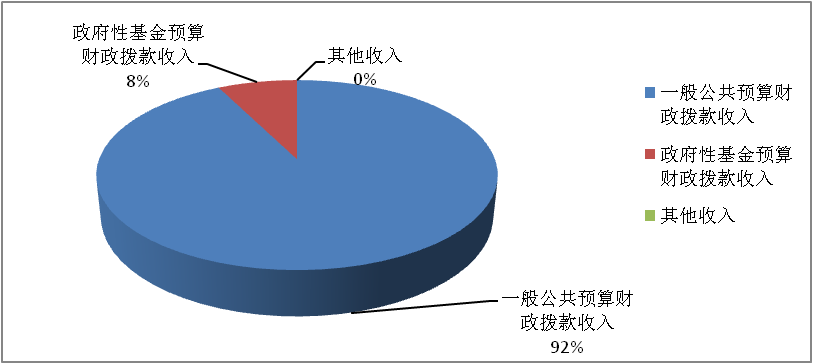 政府性基金预算
财政拨款收入
8%
其他收入
0%
一般公共预算财
政拨款收入
92%
一般公共预算财
政拨款收入
政府性基金预算
财政拨款收入
其他收入